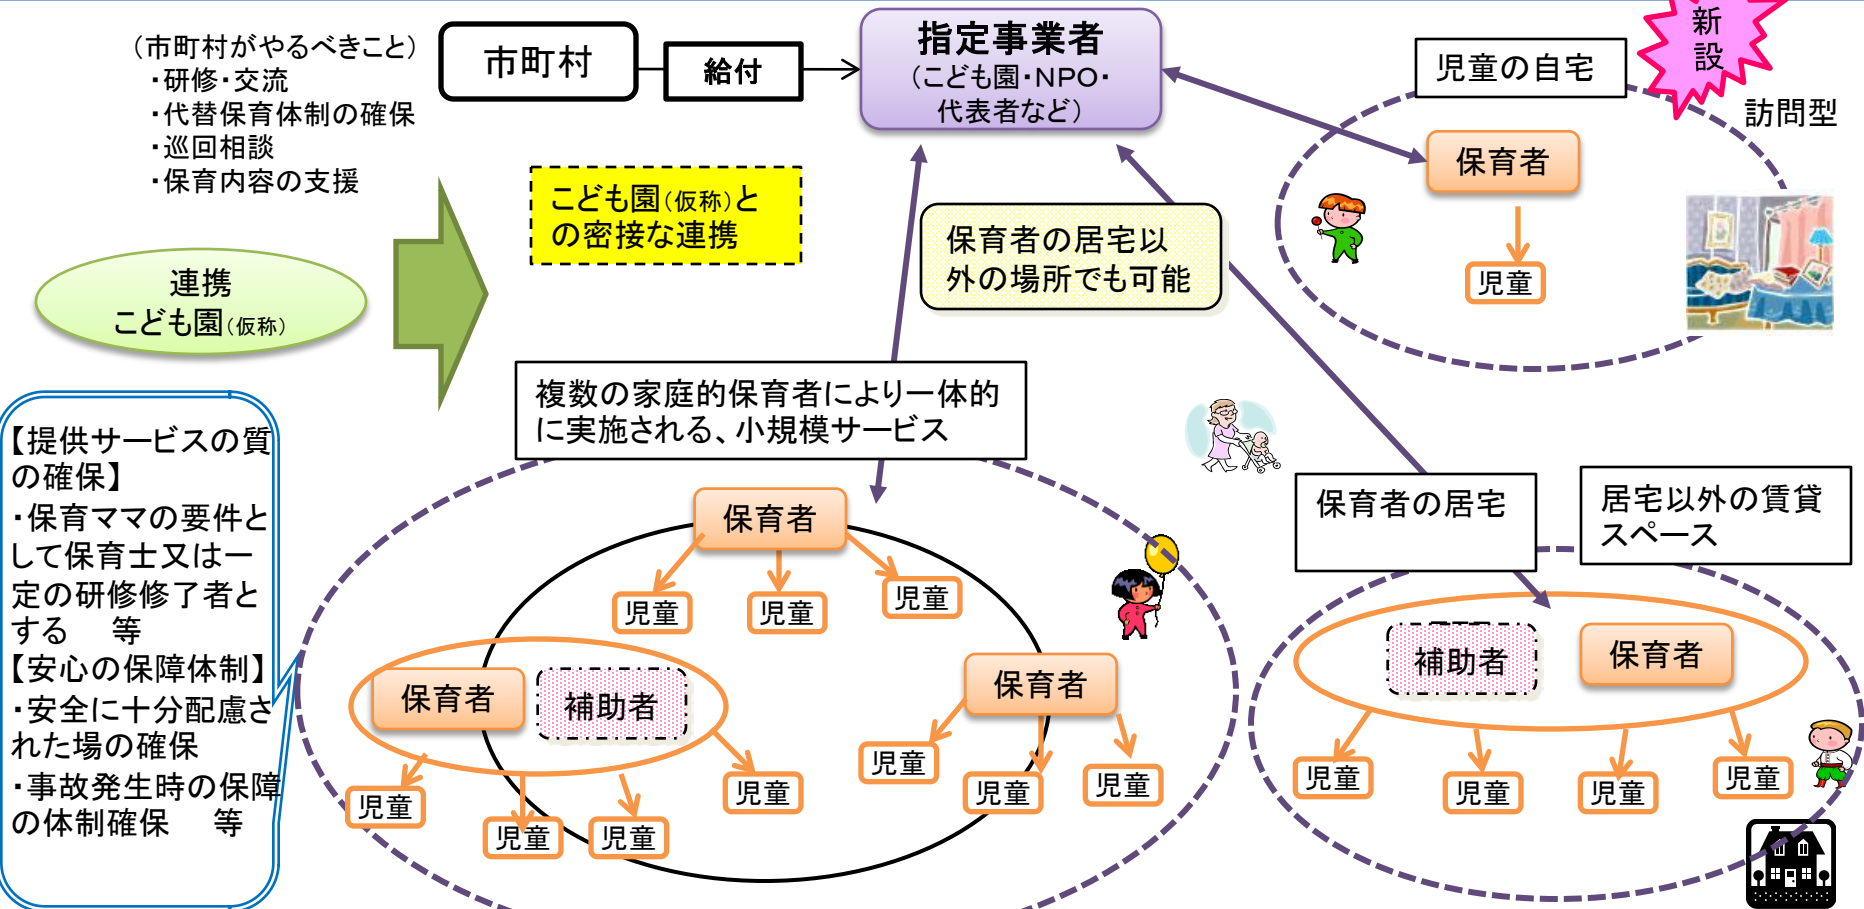 (市町村がやるべきこと)
・研修・交流
・代替保育体制の確保
・巡回相談
・保育内容の支援
市町村
給付
指定事業者
(こども園・NPO・
代表者など)
新
設
児童の自宅
訪問型
保育者
児童
こども園(仮称)と
の密接な連携
保育者の居宅以
外の場所でも可能
連携
こども園(仮称)
複数の家庭的保育者により一体的
に実施される、小規模サービス
【提供サービスの質
の確保】
・保育ママの要件と
して保育士又は一
定の研修修了者と
する 等
【安心の保障体制】
・安全に十分配慮さ
れた場の確保
・事故発生時の保障
の体制確保 等
保育者
児童
児童
児童
保育者
補助者
児童
児童
児童
児童
保育者
児童
児童
児童
保育者の居宅
居宅以外の賃貸
スペース
補助者
保育者
児童
児童
児童
児童